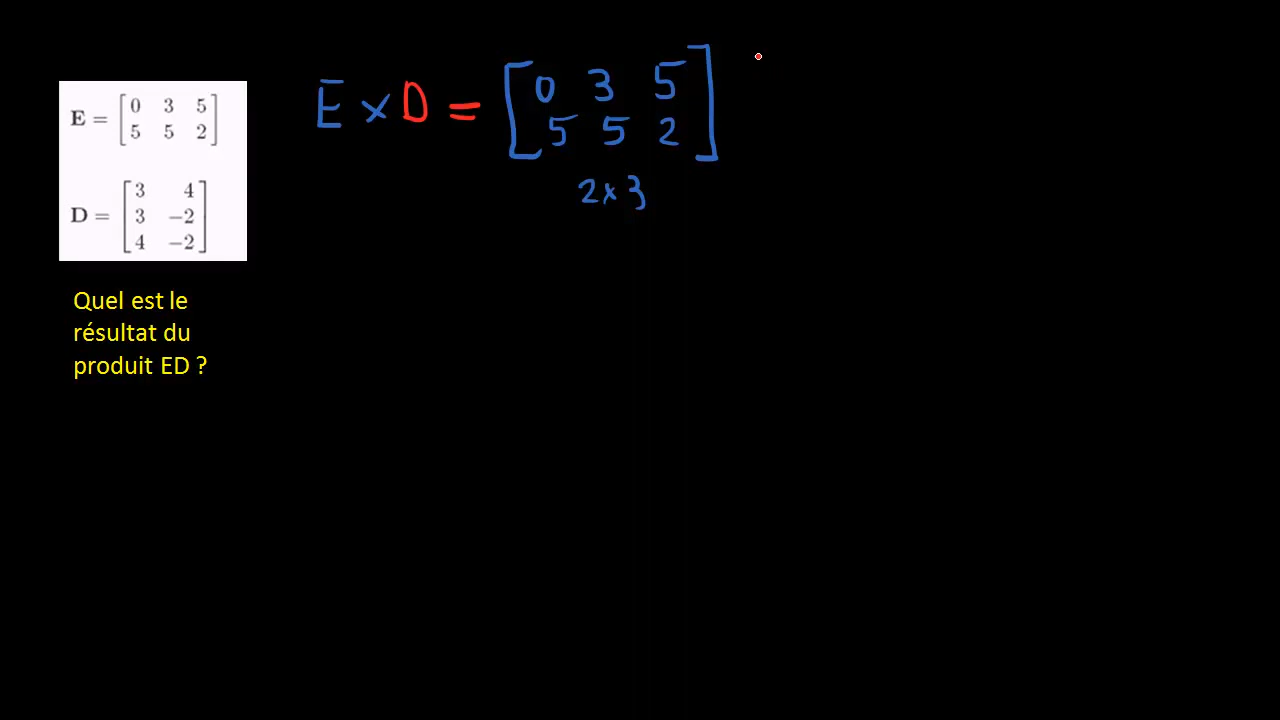 E = [0 3 5
5 5 2]
D = [3 4
3 −2
4 −2]
Quel est le
résultat du
produit ED ?
E × D = [0 3 5
5 5 2]
2 × 3